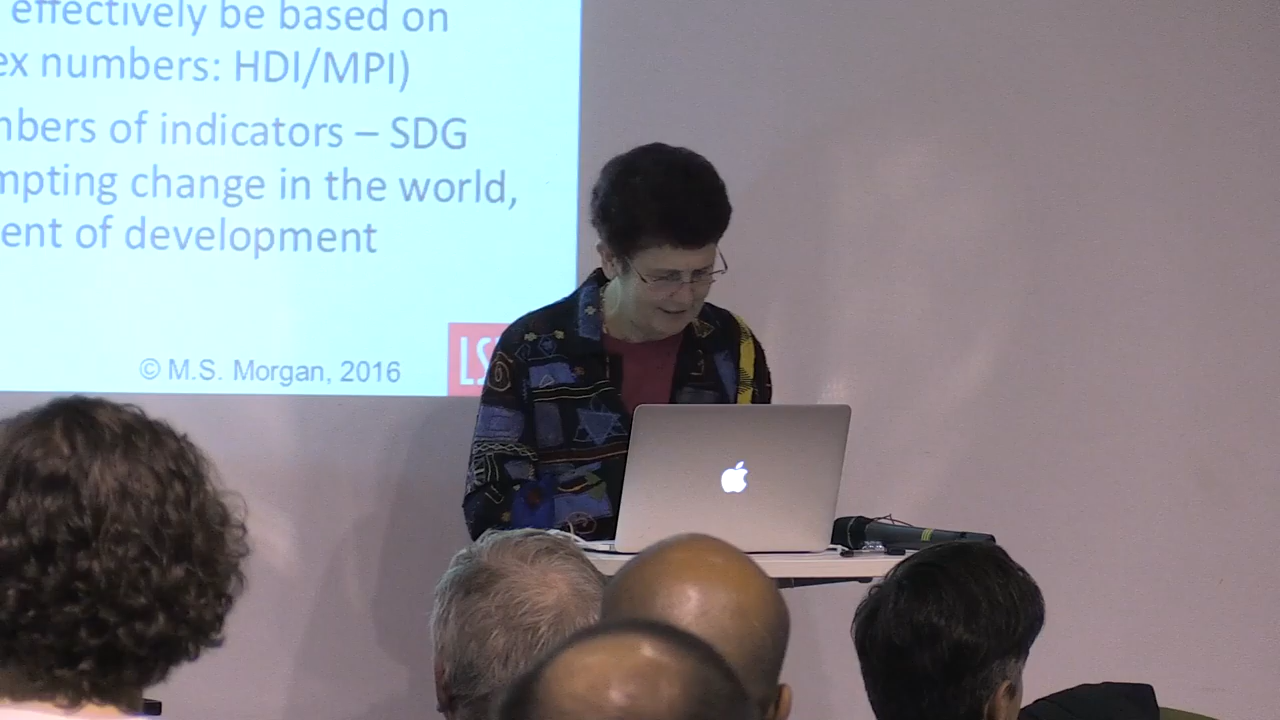 effectively be based on
ex numbers: HDI/MPI)
mbers of indicators – SDG
mpting change in the world,
ent of development
© M.S. Morgan, 2016
LS